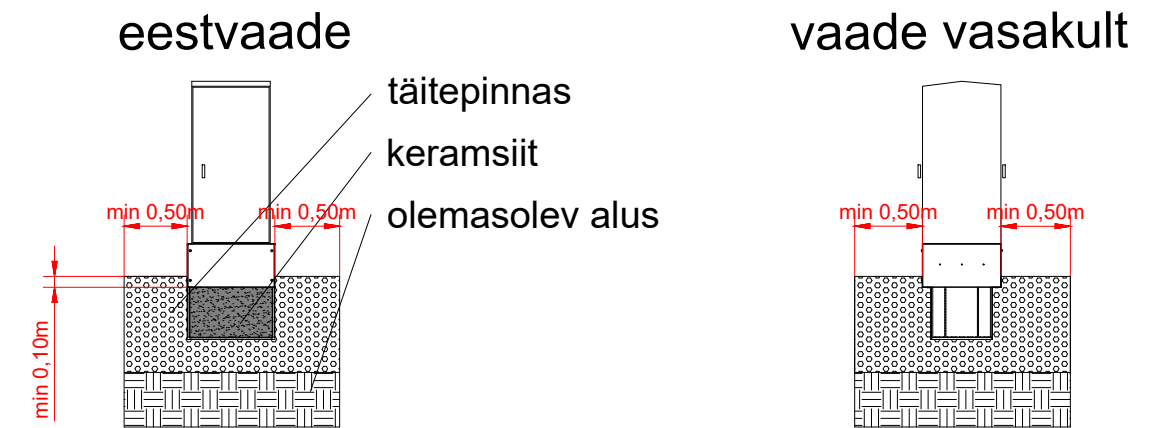 eestvaade
vaade vasakult
täitepinnas
keramsiit
olemasolev alus
min 0,50m
min 0,50m
min 0,50m
min 0,50m
min 0,10m